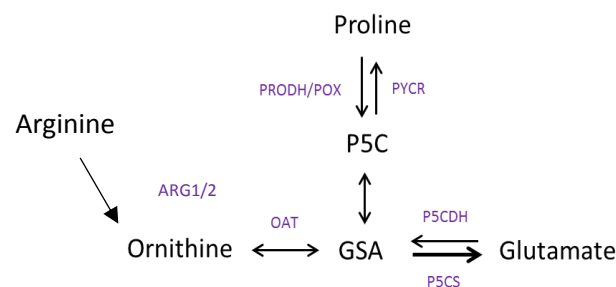 Proline
PRODH/POX
PYCR
Arginine
P5C
ARG1/2
OAT
P5CDH
Ornithine
GSA
Glutamate
P5CS